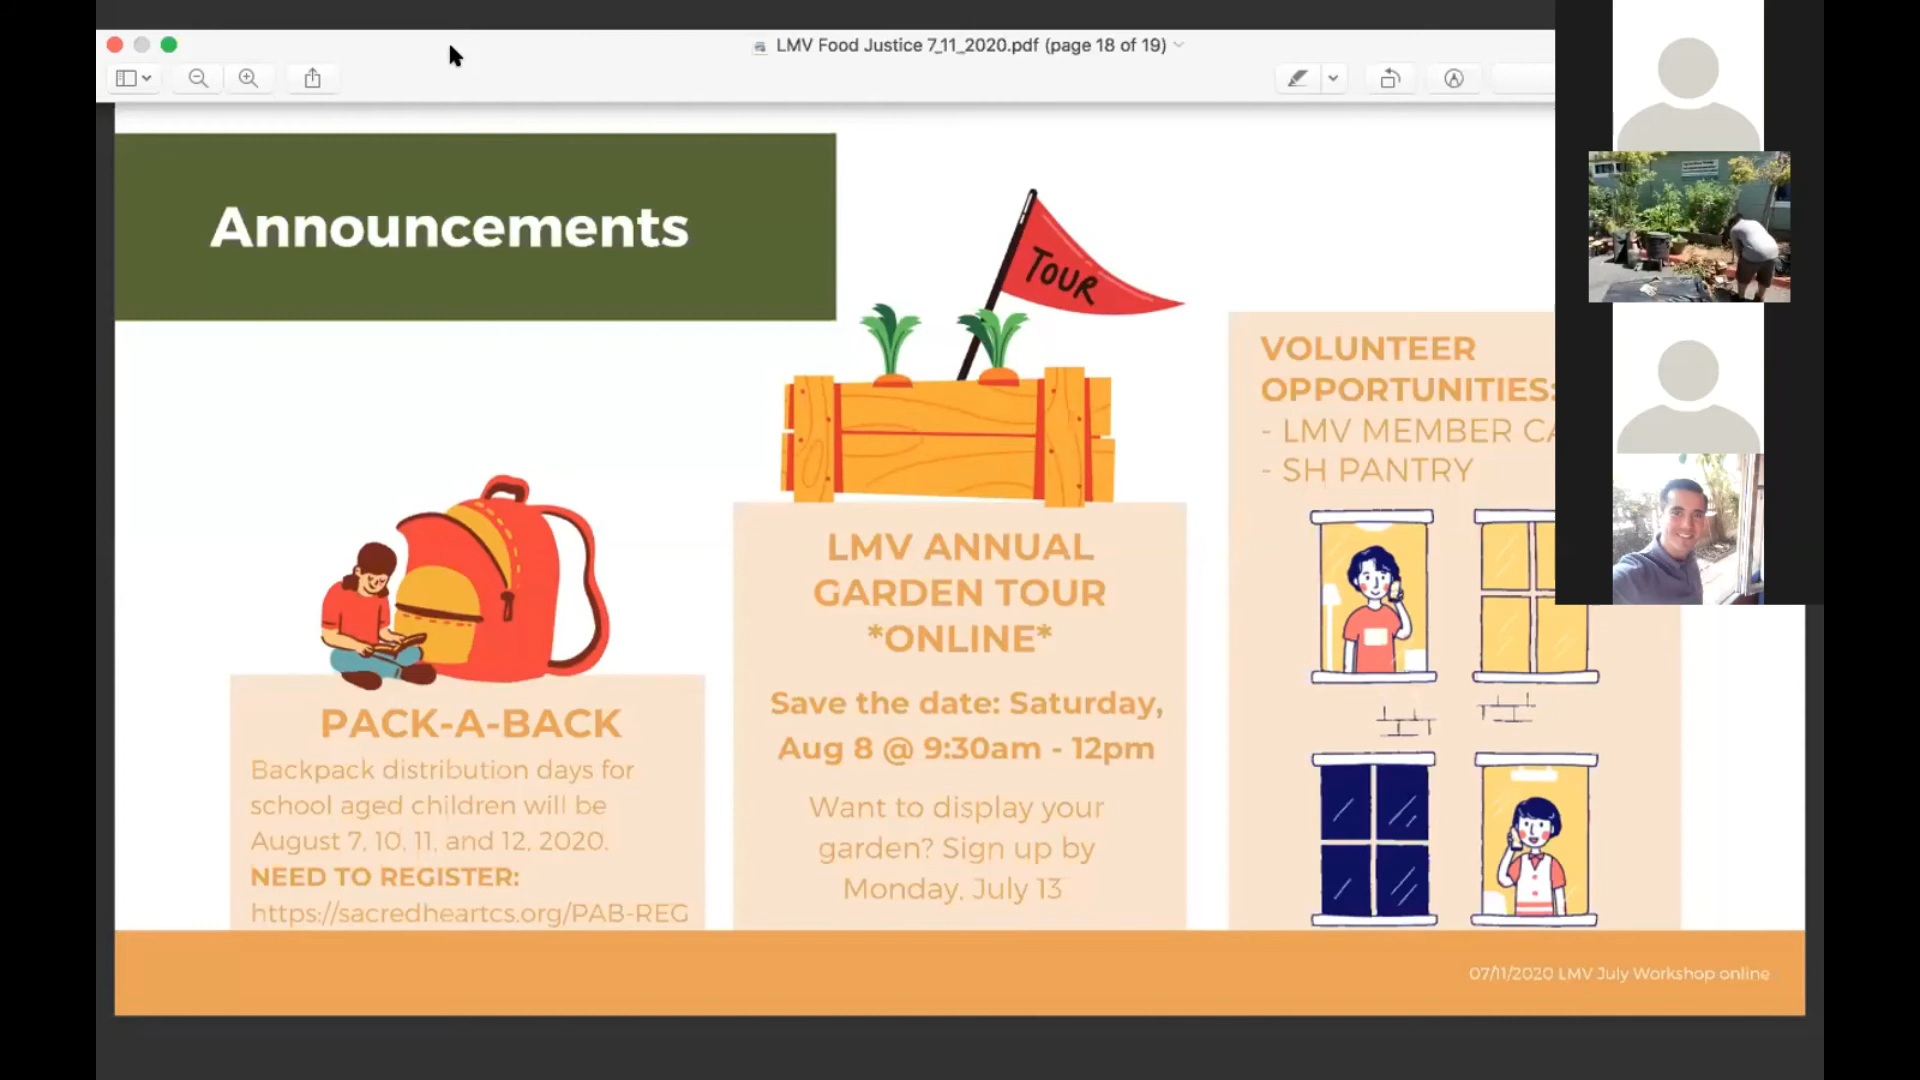 LMV Food Justice 7_11_2020.pdf (page 18 of 19)
Announcements
TOUR
VOLUNTEER
OPPORTUNITIES:
- LMV MEMBER
- SH PANTRY
LMV ANNUAL
GARDEN TOUR
*ONLINE*
Save the date: Saturday,
Aug 8 @ 9:30am - 12pm
Want to display your
garden? Sign up by
Monday, July 13
PACK-A-BACK
Backpack distribution days for
school aged children will be
August 7, 10, 11, and 12, 2020.
NEED TO REGISTER:
https://sacredheartcs.org/PAB-REG
07/11/2020 LMV July Workshop online